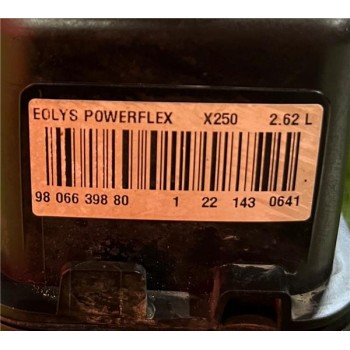 EOLYS POWERFLEX X250 2.62 L
98 066 398 80 1 22 143 0641